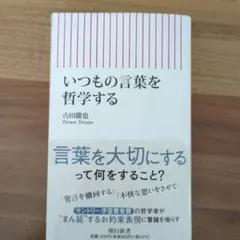 いつもの言葉を
哲学する
古田徹也
Furuta Tetsuya
言葉を大切にする
って何をすること?
「発言を撤回する」
「不快な思いをさせて」
サントリー学芸賞受賞の哲学者が
"まん延"するお約束表現に警鐘を鳴らす
朝日新書